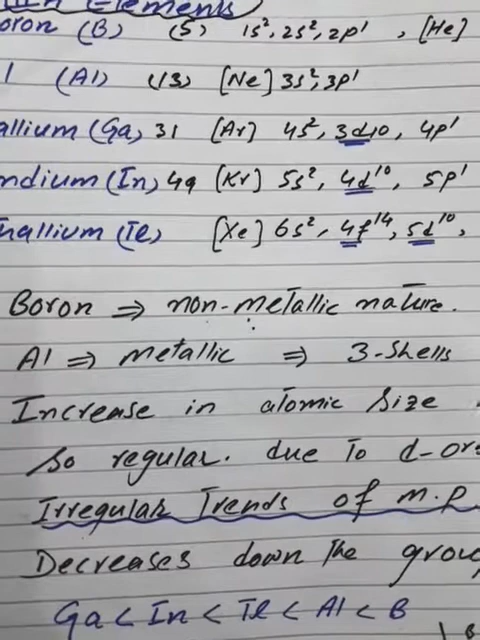 Elements
oron (B) (5) 1s², 2s², 2p¹ , [He]
l (Al) (13) [Ne] 3s², 3p¹
allium (Ga) 31 [Ar] 4s², 3d10, 4p¹
ndium (In) 49 [Kr] 5s², 4d¹⁰, 5p¹
hallium (Tl) [Xe] 6s², 4f¹⁴, 5d¹⁰,
Boron ⇒ non-metallic nature.
Al ⇒ metallic ⇒ 3-shells
Increase in atomic size
so regular. due to d-or
Irregular Trends of m.p
Decreases down the grou
Ga < In < Tl < Al < B